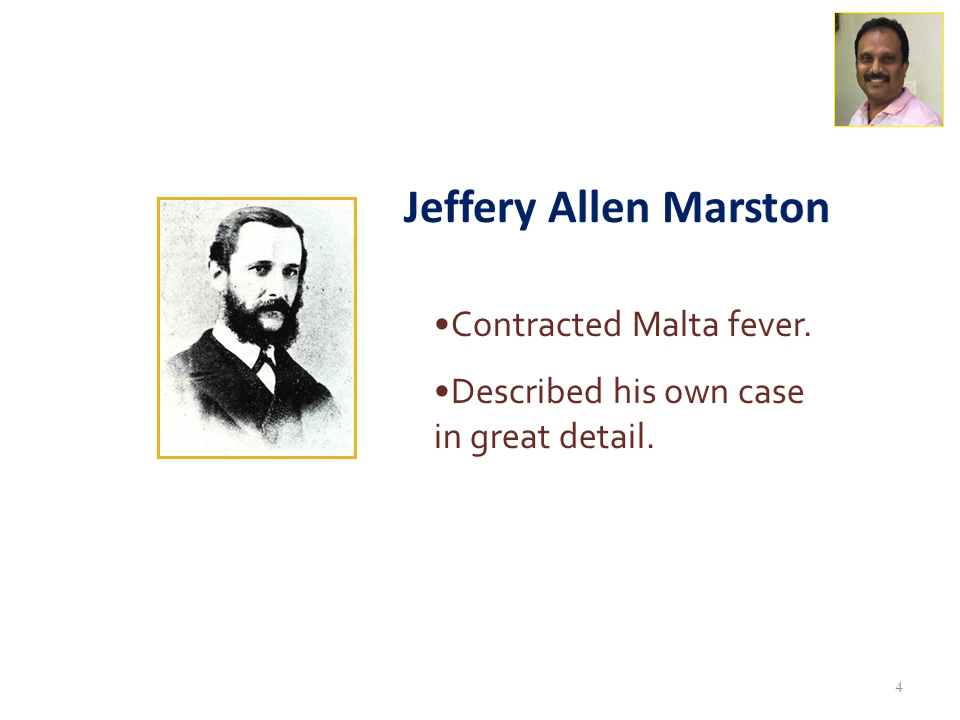 Jeffery Allen Marston
•Contracted Malta fever.
•Described his own case
in great detail.
4